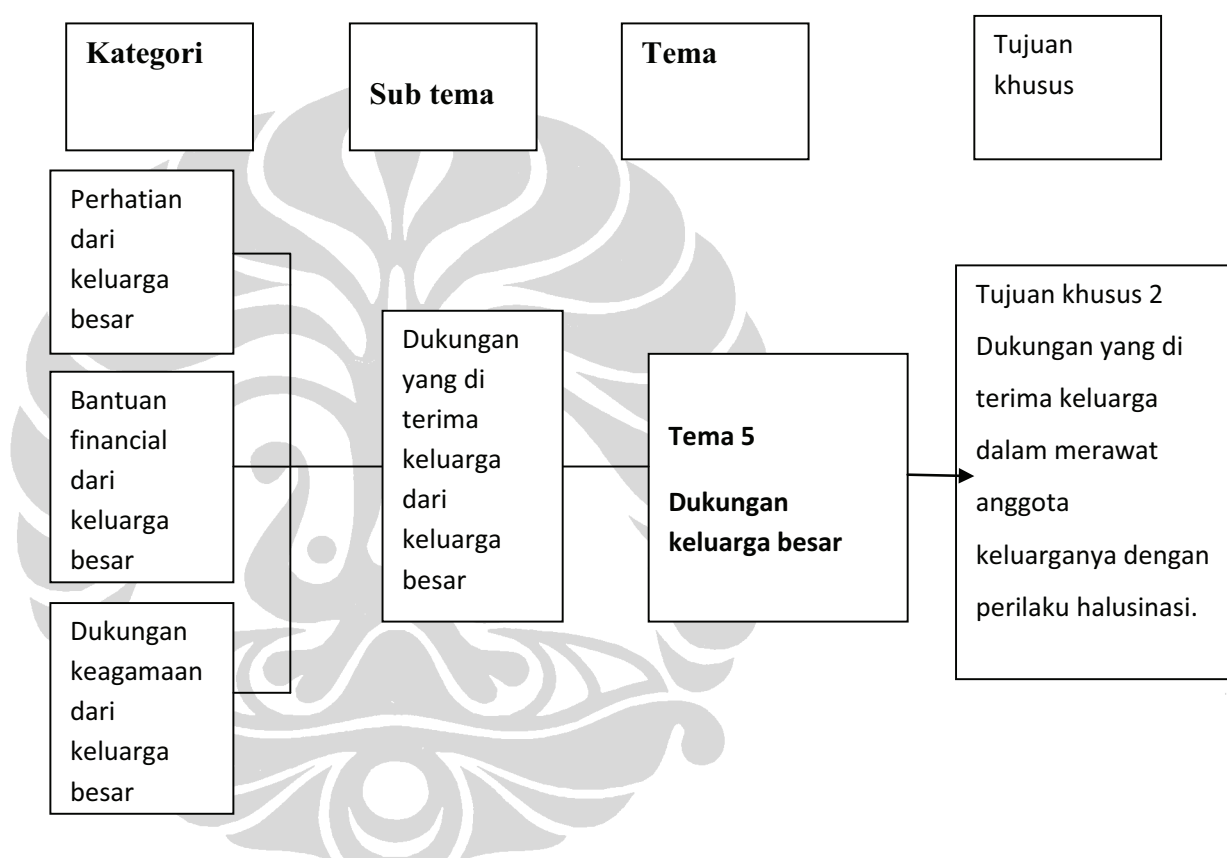 Kategori
Sub tema
Tema
Tujuan
khusus
Perhatian
dari
keluarga
besar
Bantuan
financial
dari
keluarga
besar
Dukungan
keagamaan
dari
keluarga
besar
Dukungan
yang di
terima
keluarga
dari
keluarga
besar
Tema 5
Dukungan
keluarga besar
Tujuan khusus 2
Dukungan yang di
terima keluarga
dalam merawat
anggota
keluarganya dengan
perilaku halusinasi.